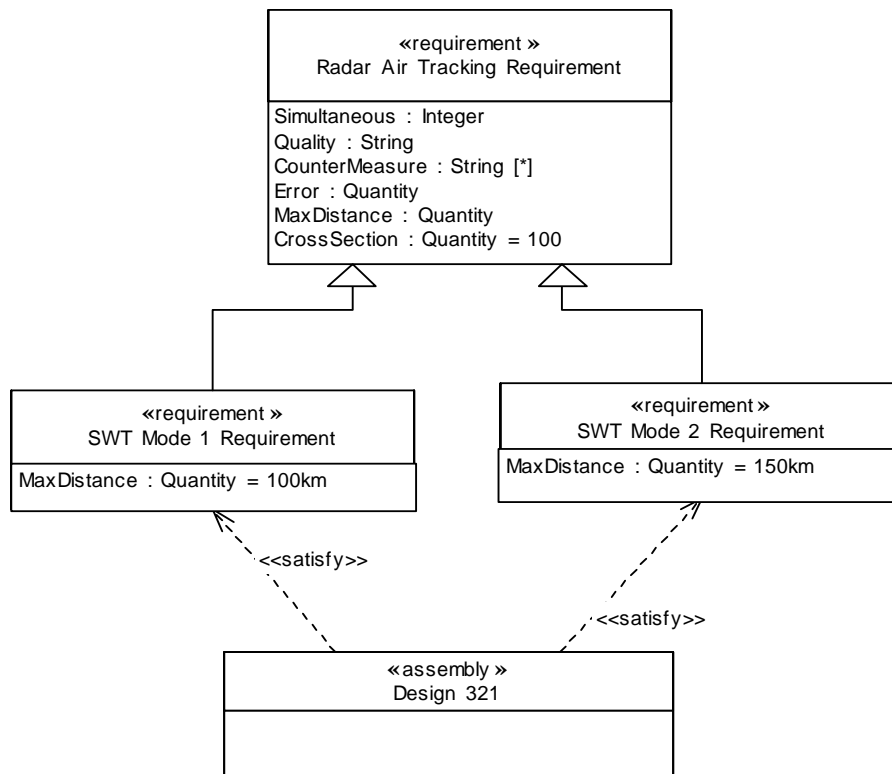 «requirement »
Radar Air Tracking Requirement
Simultaneous : Integer
Quality : String
CounterMeasure : String [*]
Error : Quantity
MaxDistance : Quantity
CrossSection : Quantity = 100
«requirement »
SWT Mode 1 Requirement
MaxDistance : Quantity = 100km
«requirement »
SWT Mode 2 Requirement
MaxDistance : Quantity = 150km
<<satisfy>>
<<satisfy>>
«assembly »
Design 321